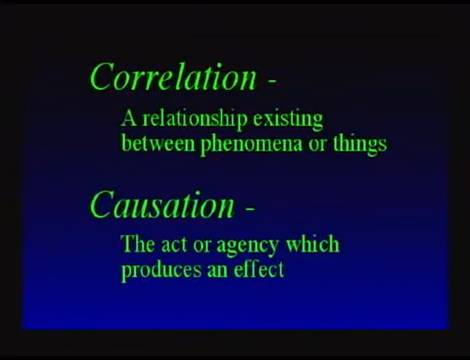 Correlation -
A relationship existing
between phenomena or things
Causation -
The act or agency which
produces an effect